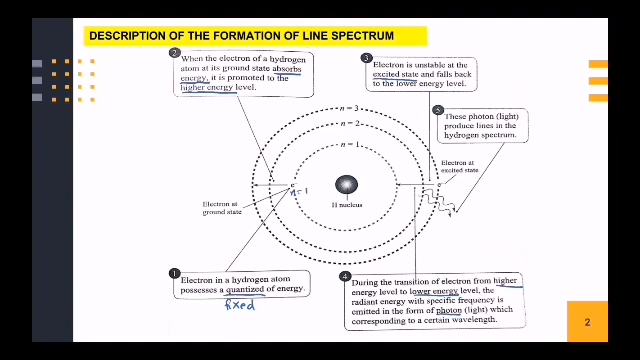 DESCRIPTION OF THE FORMATION OF LINE SPECTRUM
2
When the electron of a hydrogen
atom at its ground state absorbs
energy, it is promoted to the
higher energy level.
3
Electron is unstable at the
excited state and falls back
to the lower energy level.
5
These photon (light)
produce lines in the
hydrogen spectrum.
n = 3
n = 2
n = 1
Electron at
excited state
e
n=1
e
Electron at
ground state
H nucleus
1
Electron in a hydrogen atom
possesses a quantized of energy.
fixed
4
During the transition of electron from higher
energy level to lower energy level, the
radiant energy with specific frequency is
emitted in the form of photon (light) which
corresponding to a certain wavelength.
2